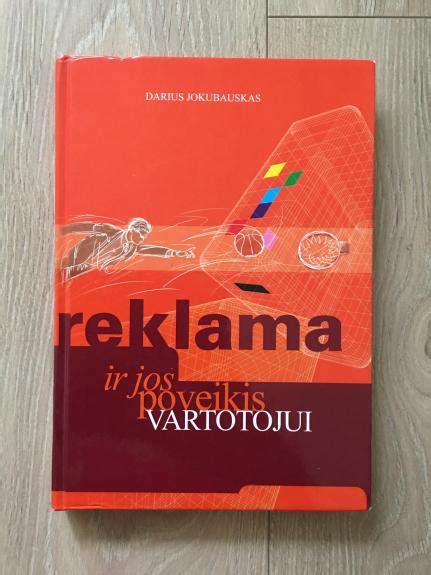 DARIUS JOKUBAUSKAS
reklama
ir jos
poveikis
VARTOTOJUI